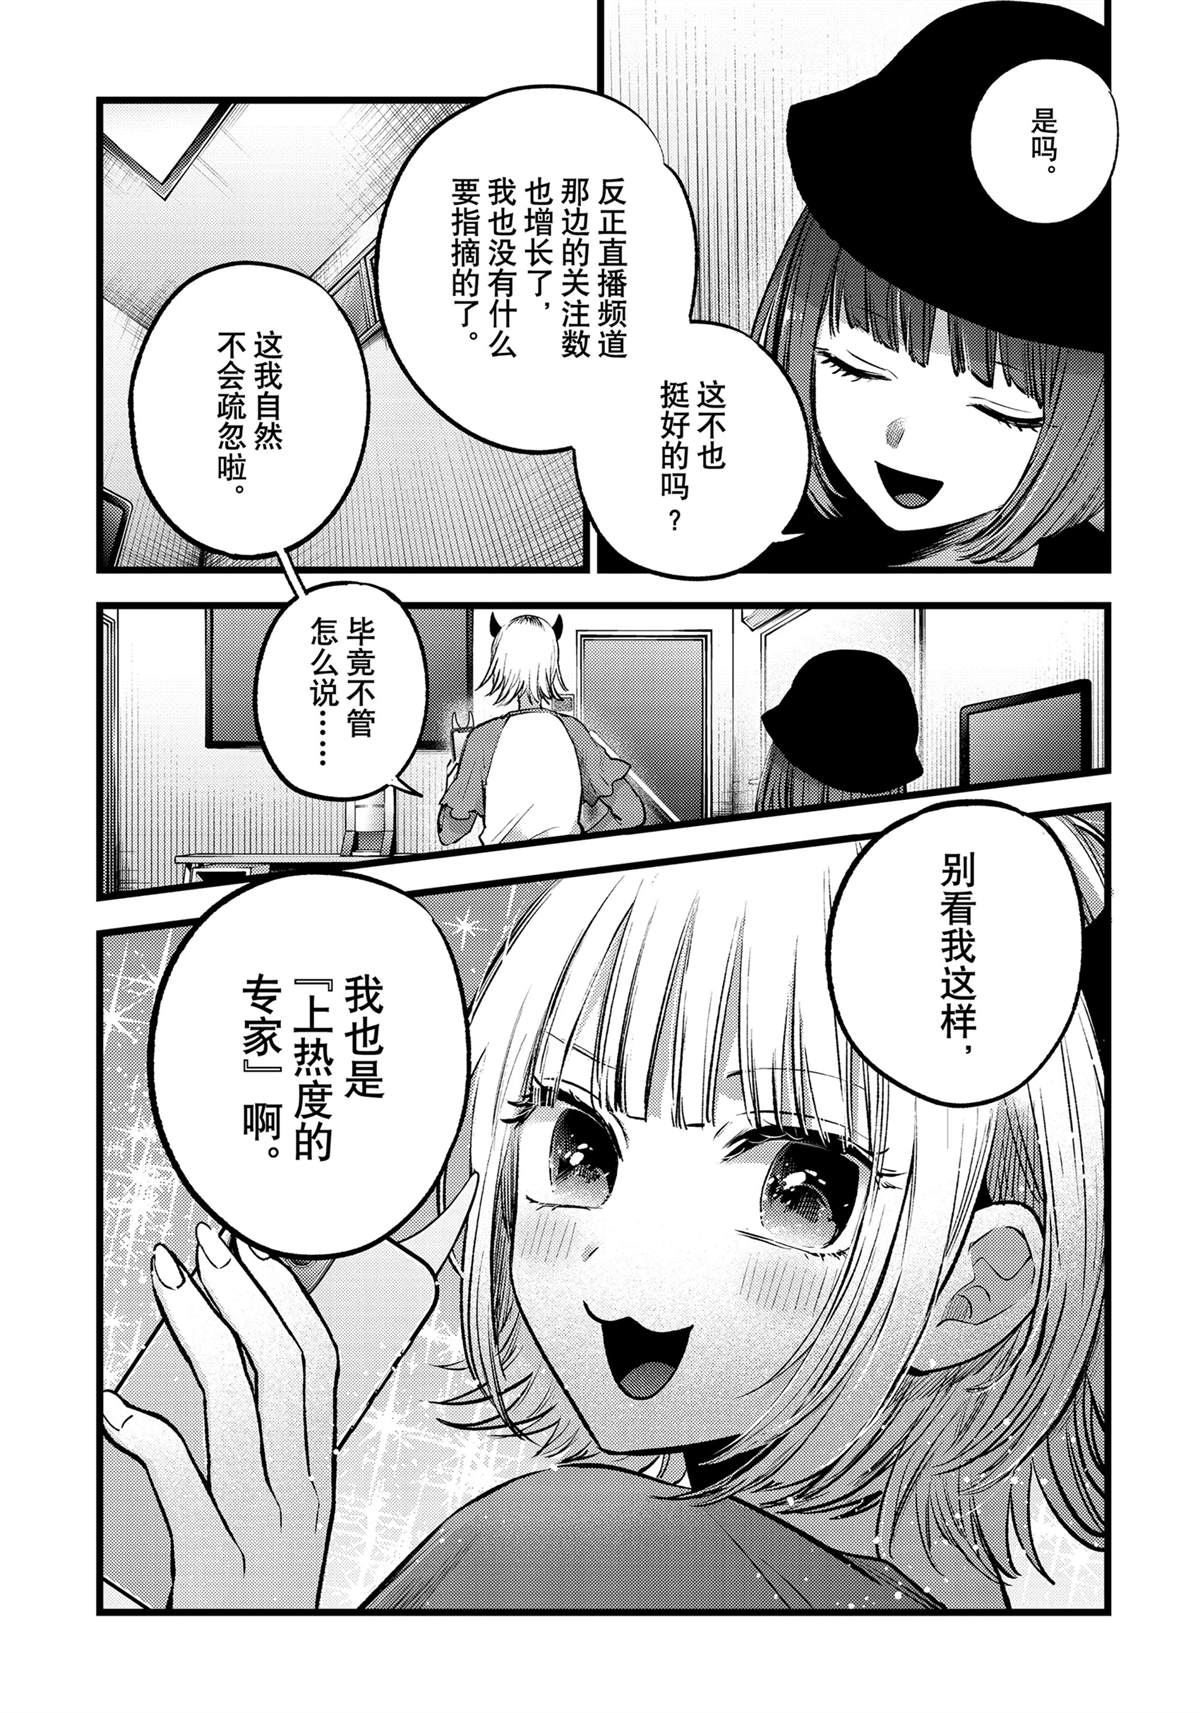 是吗。
这不也
挺好的吗？
反正直播频道
那边的关注数
也增长了，
我也没有什么
要指摘的了。
这我自然
不会疏忽啦。
毕竟不管
怎么说……
别看我这样，
我也是
『上热度的
专家』啊。